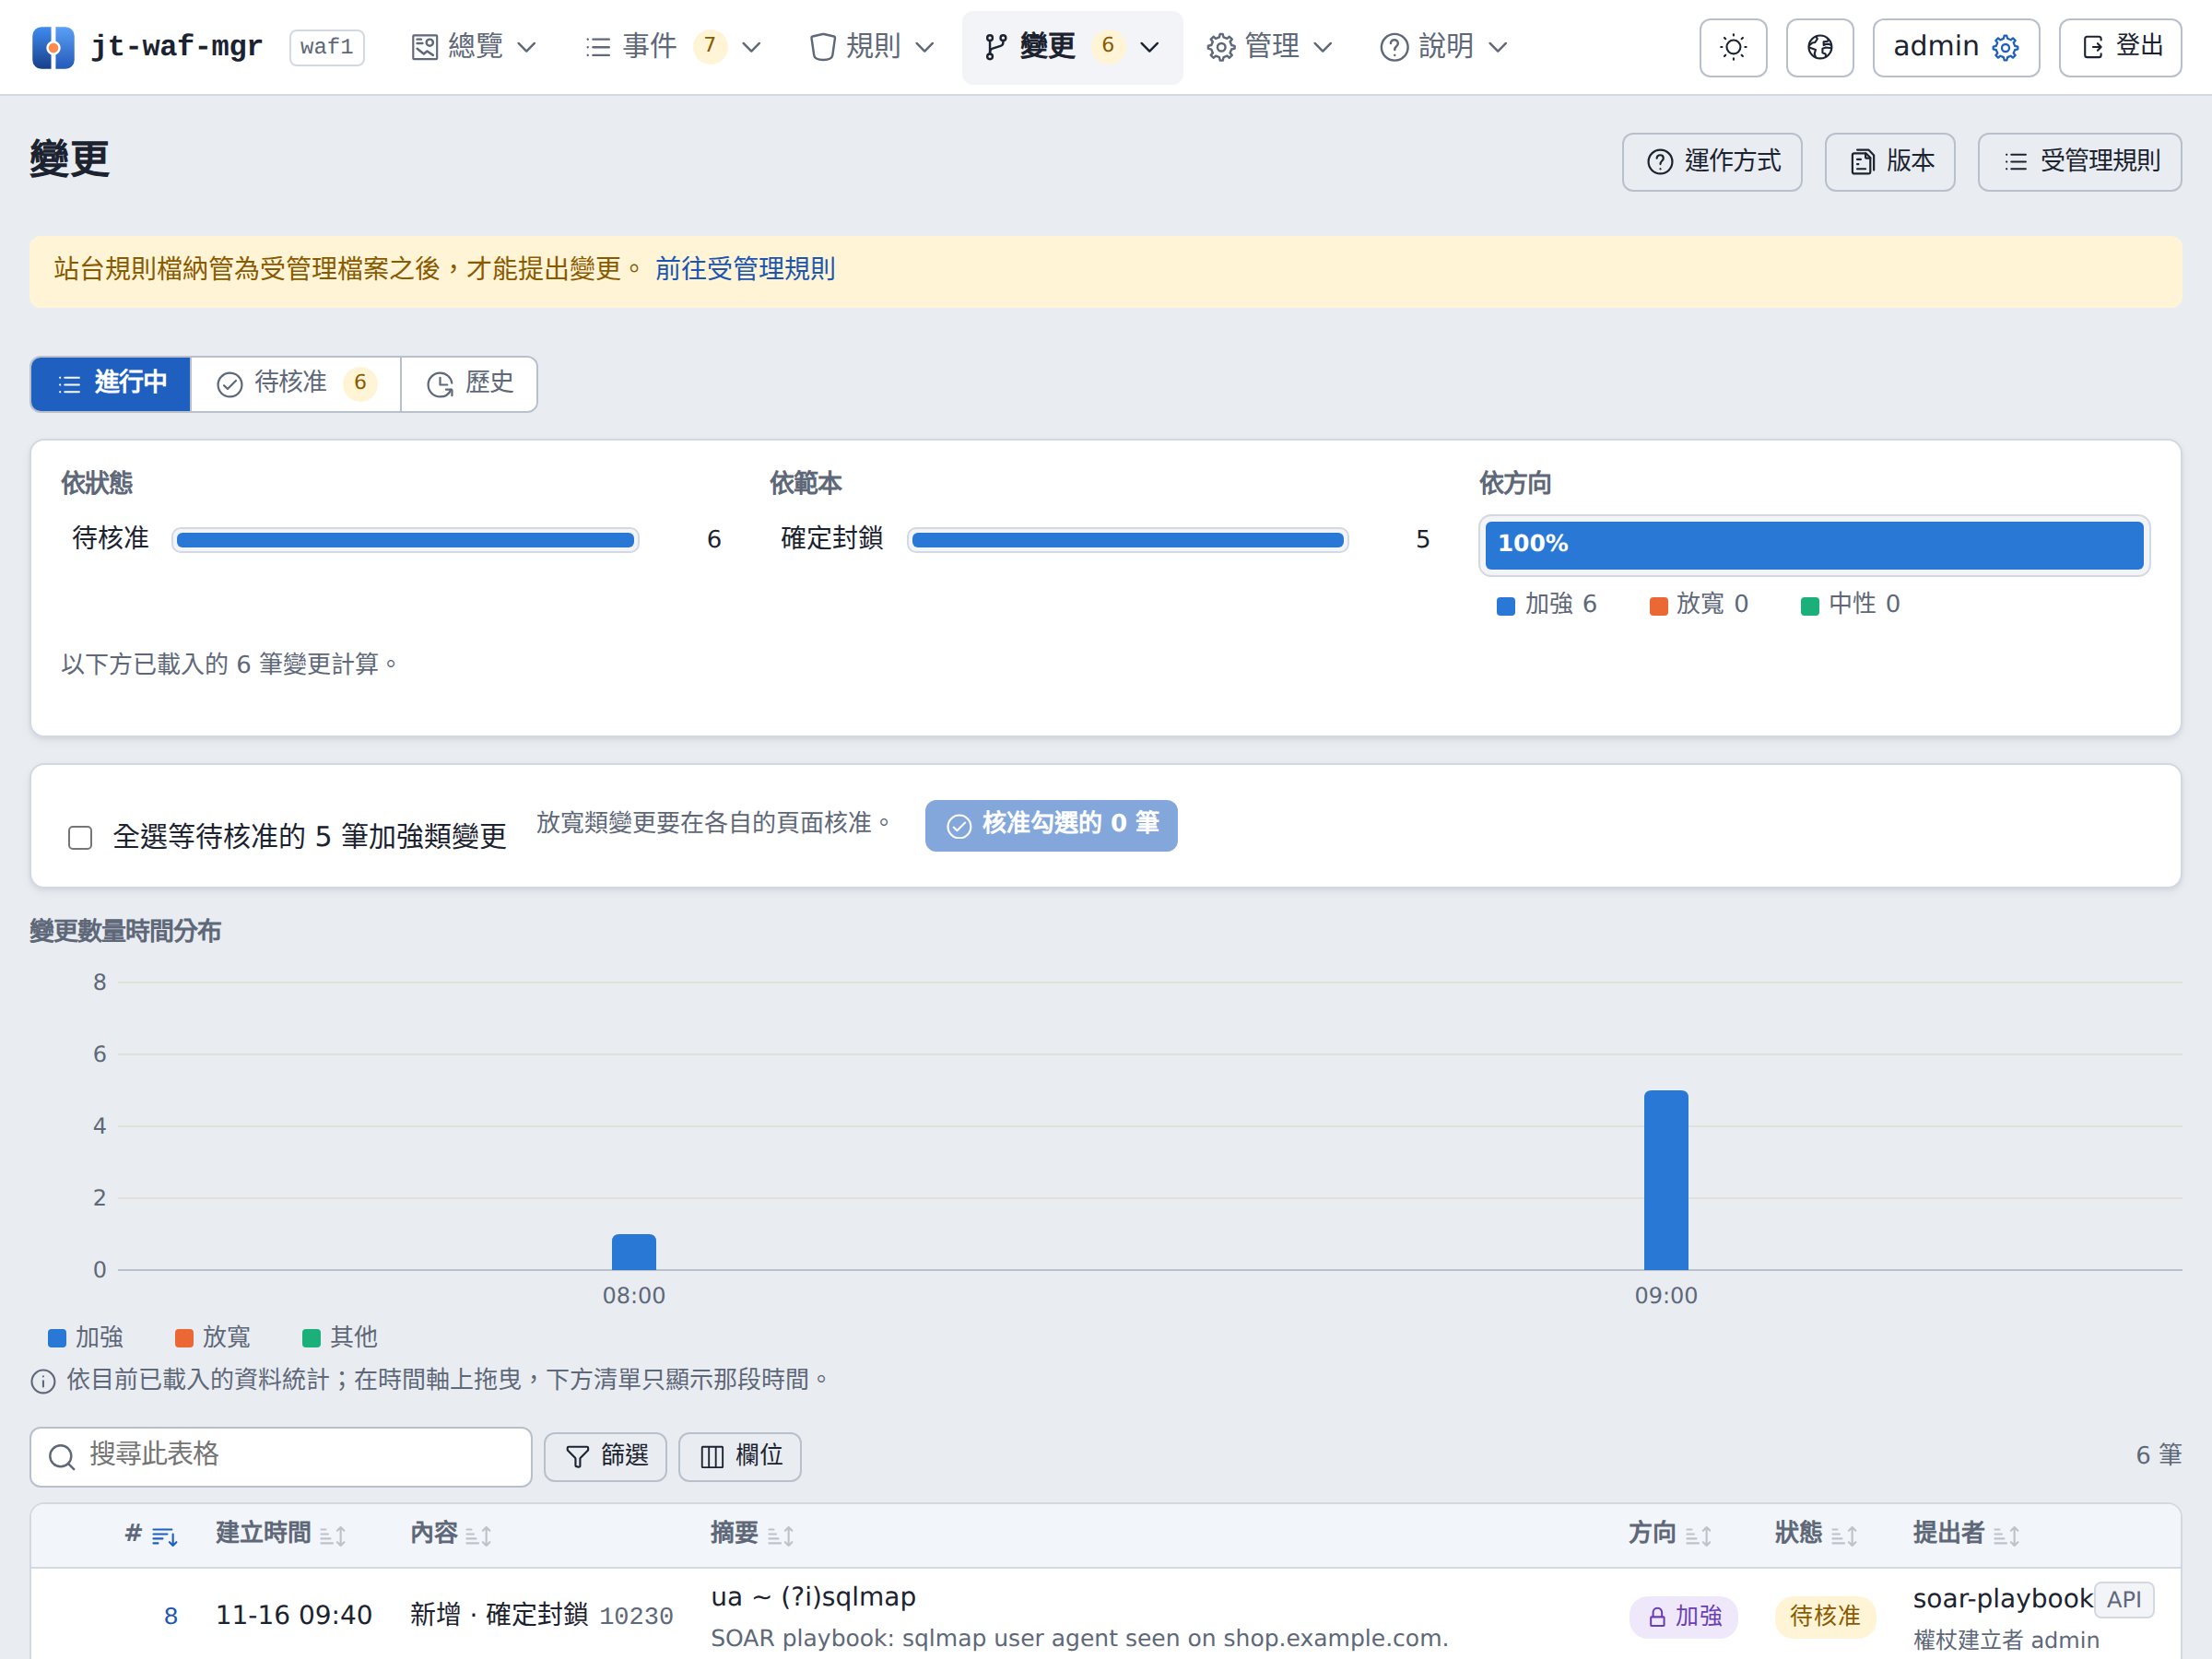 jt-waf-mgr waf1 總覽 事件 7 規則 變更 6 管理 說明 admin 登出
變更 運作方式 版本 受管理規則
站台規則檔納管為受管理檔案之後，才能提出變更。 前往受管理規則
進行中 待核准 6 歷史
依狀態 依範本 依方向
待核准 6 確定封鎖 5 100%
加強 6 放寬 0 中性 0
以下方已載入的 6 筆變更計算。
全選等待核准的 5 筆加強類變更 放寬類變更要在各自的頁面核准。 核准勾選的 0 筆
變更數量時間分布
8
6
4
2
0
08:00 09:00
加強 放寬 其他
依目前已載入的資料統計；在時間軸上拖曳，下方清單只顯示那段時間。
搜尋此表格 篩選 欄位 6 筆
# 建立時間 內容 摘要 方向 狀態 提出者
8 11-16 09:40 新增 · 確定封鎖 10230 ua ~ (?i)sqlmap 加強 待核准 soar-playbook API
SOAR playbook: sqlmap user agent seen on shop.example.com. 權杖建立者 admin